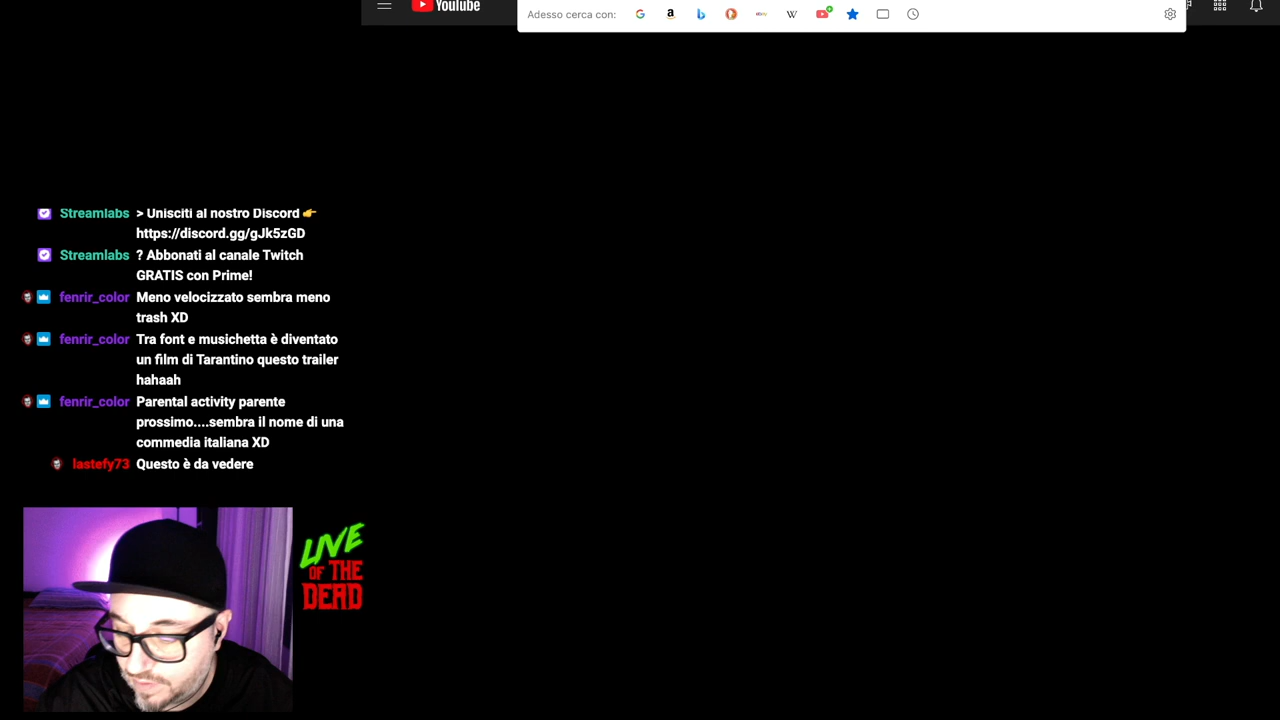 YouTube
Adesso cerca con:
Streamlabs > Unisciti al nostro Discord 👉
https://discord.gg/gJk5zGD
Streamlabs ? Abbonati al canale Twitch
GRATIS con Prime!
fenrir_color Meno velocizzato sembra meno
trash XD
fenrir_color Tra font e musichetta è diventato
un film di Tarantino questo trailer
hahaah
fenrir_color Parental activity parente
prossimo....sembra il nome di una
commedia italiana XD
lastefy73 Questo è da vedere
LIVE
OF THE
DEAD